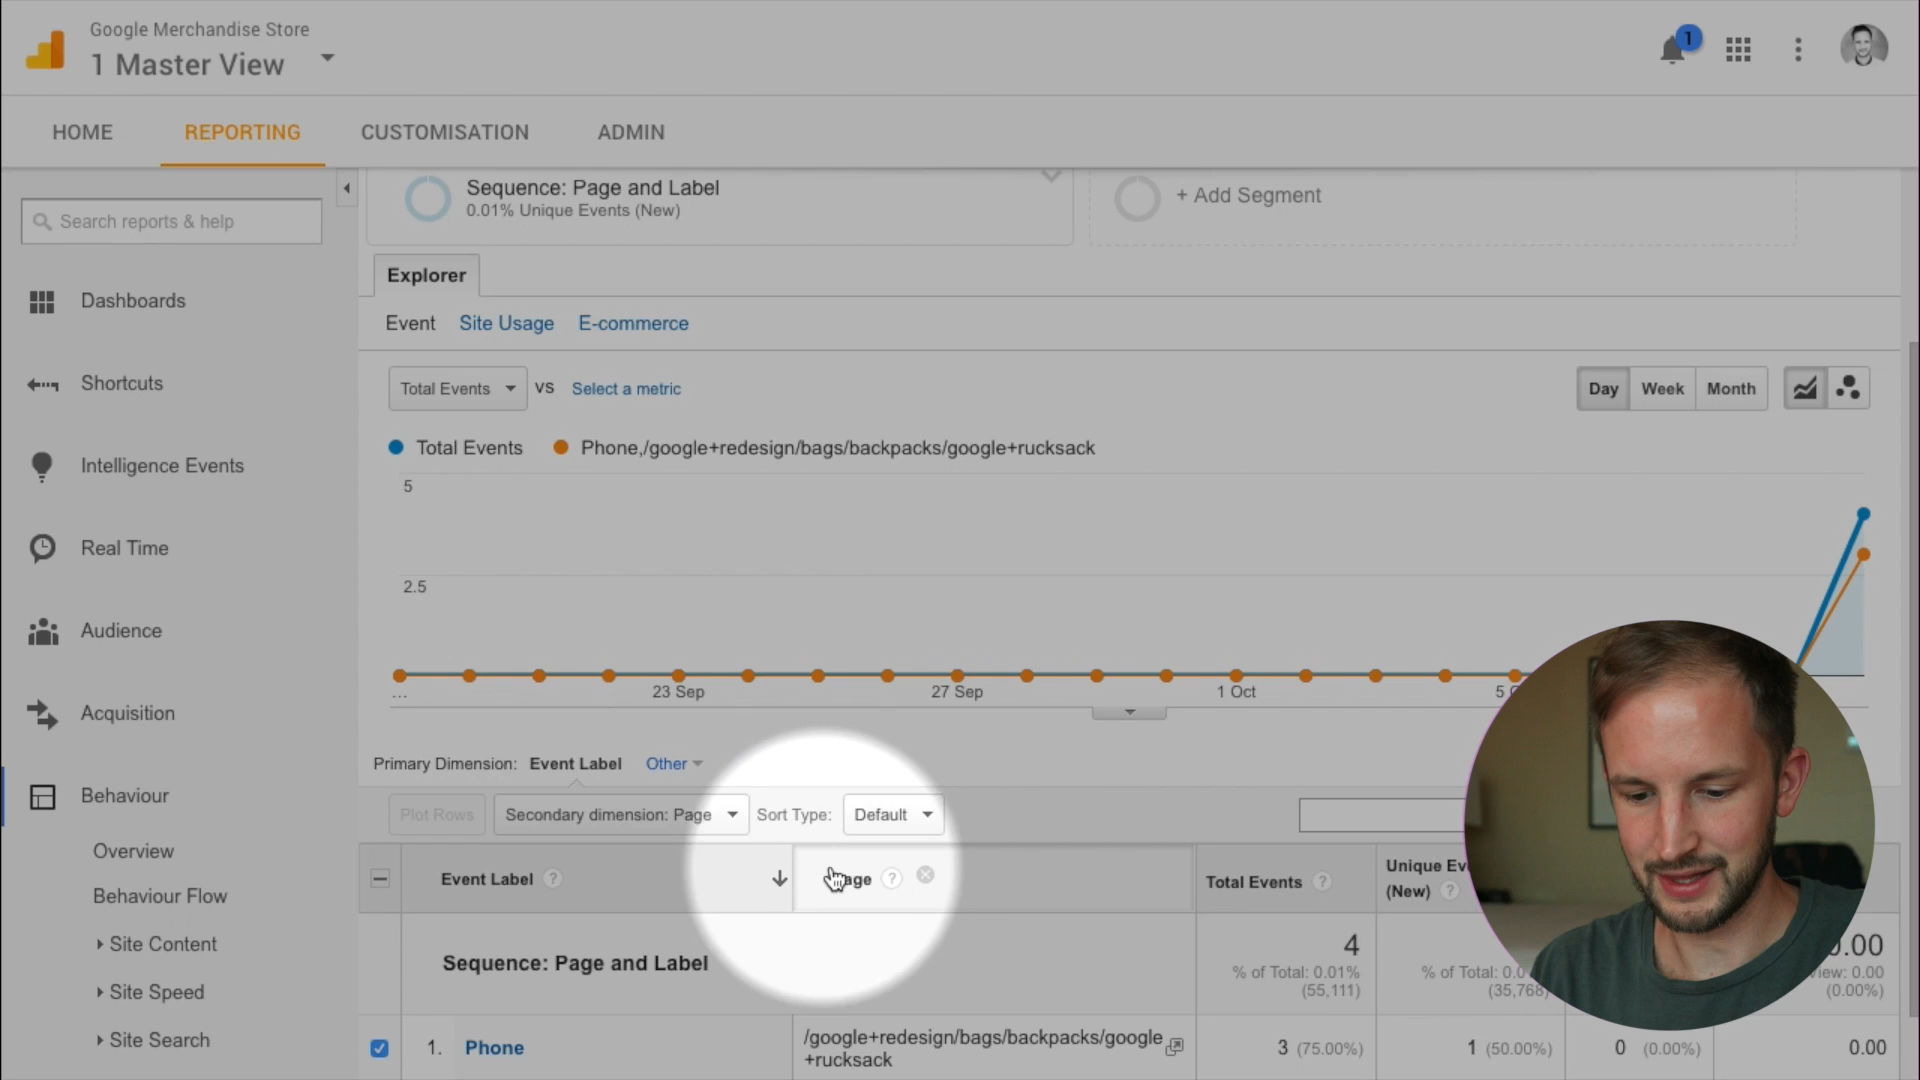 Google Merchandise Store
1 Master View
1
HOME
REPORTING
CUSTOMISATION
ADMIN
Search reports & help
Sequence: Page and Label
0.01% Unique Events (New)
+ Add Segment
Explorer
Event
Site Usage
E-commerce
Dashboards
Shortcuts
Intelligence Events
Real Time
Audience
Acquisition
Behaviour
Overview
Behaviour Flow
Site Content
Site Speed
Site Search
Total Events
VS
Select a metric
Day
Week
Month
Total Events
Phone,/google+redesign/bags/backpacks/google+rucksack
5
2.5
...
23 Sep
27 Sep
1 Oct
5
Primary Dimension:
Event Label
Other
Plot Rows
Secondary dimension: Page
Sort Type:
Default
Event Label ?
age ?
Total Events ?
Unique Ev
(New) ?
Sequence: Page and Label
4
% of Total: 0.01%
(55,111)
% of Total: 0.0
(35,768)
0.00
iew: 0.00
(0.00%)
1.
Phone
/google+redesign/bags/backpacks/google
+rucksack
3 (75.00%)
1 (50.00%)
0 (0.00%)
0.00